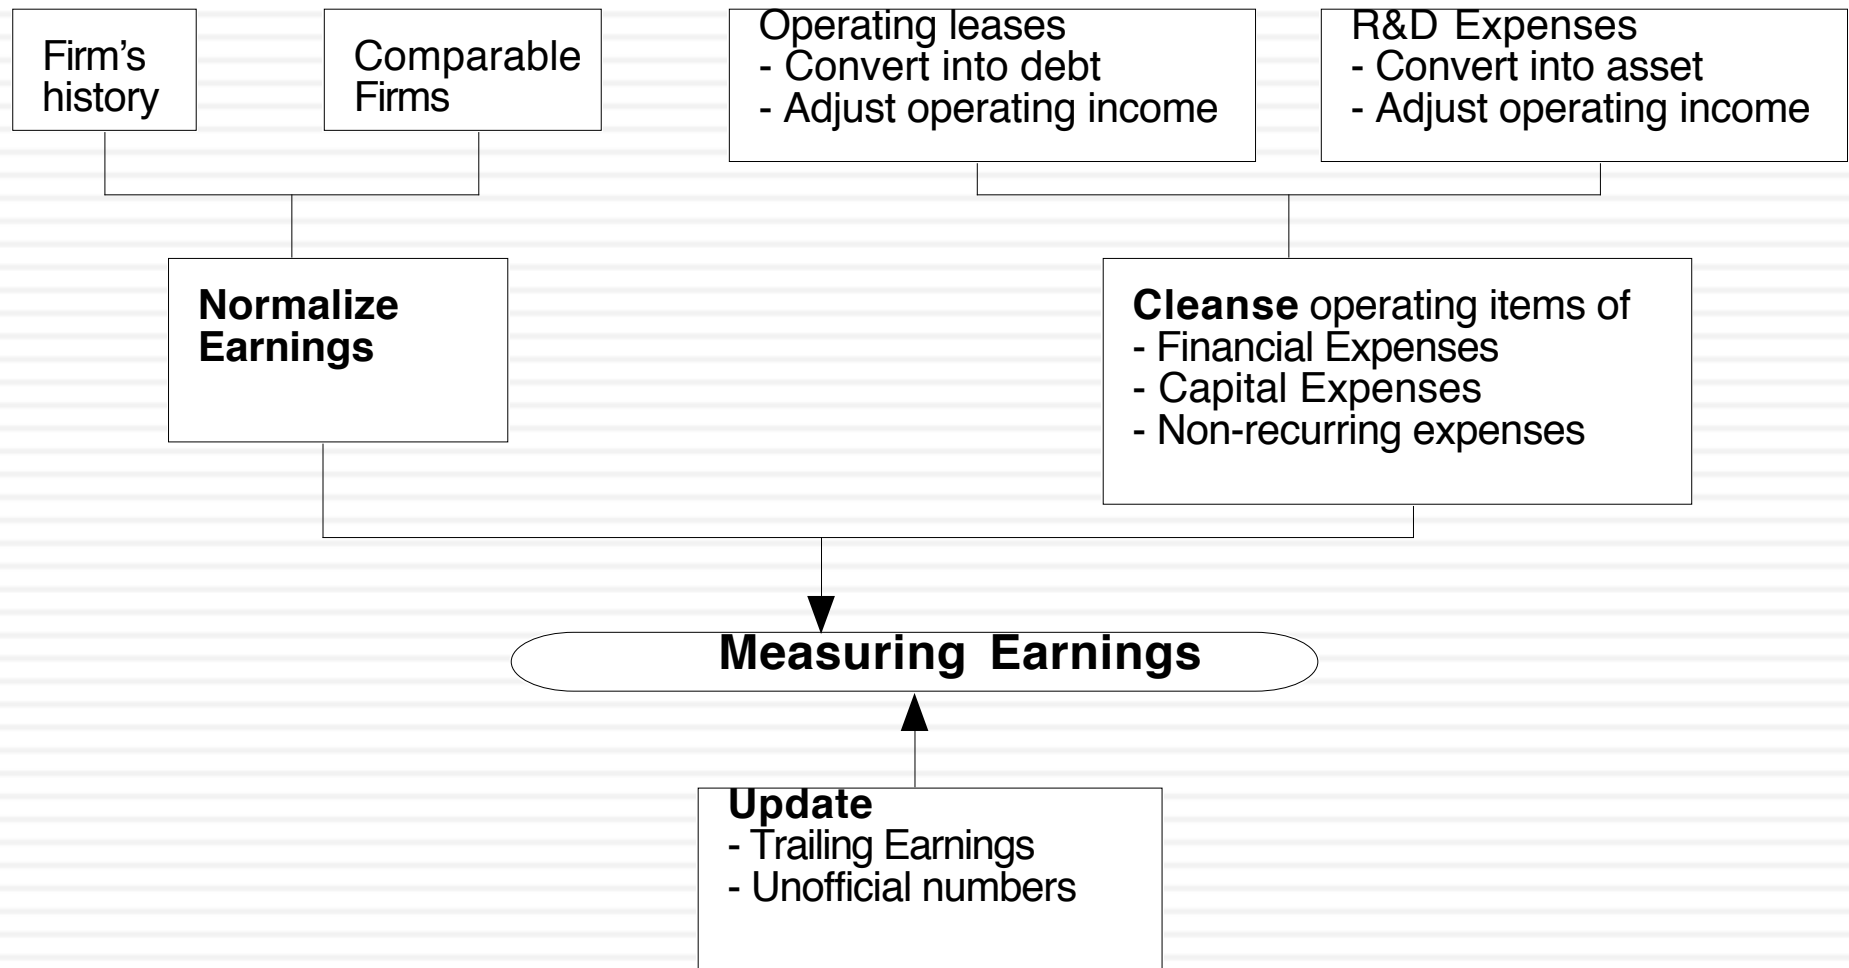 Firm’s
history
Comparable
Firms
Operating leases
- Convert into debt
- Adjust operating income
R&D Expenses
- Convert into asset
- Adjust operating income
Normalize
Earnings
Cleanse operating items of
- Financial Expenses
- Capital Expenses
- Non-recurring expenses
Measuring Earnings
Update
- Trailing Earnings
- Unofficial numbers